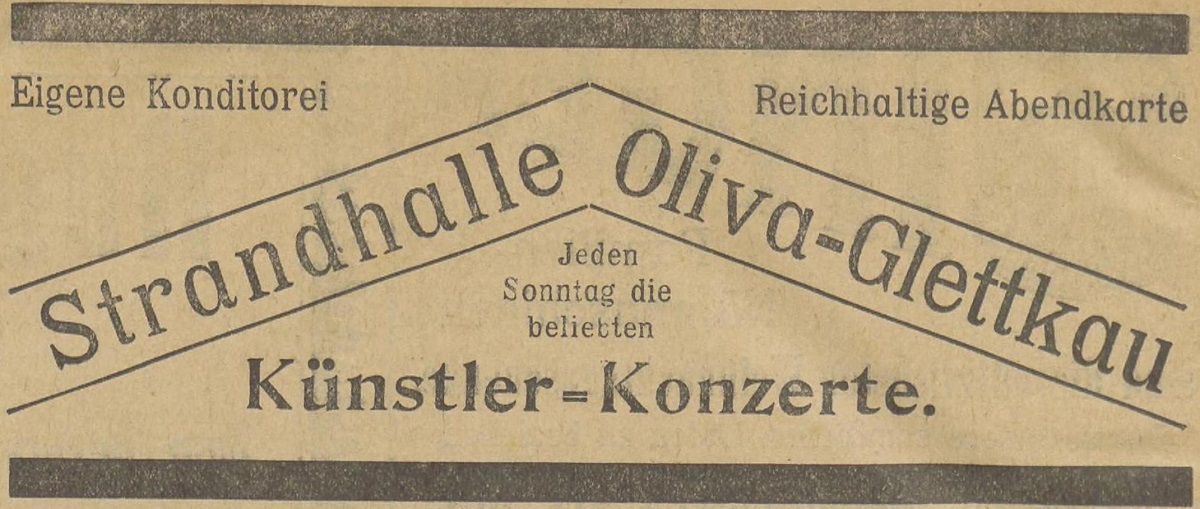 Eigene Konditorei
Reichhaltige Abendkarte
Strandhalle Oliva-Glettkau
Jeden
Sonntag die
beliebten
Künstler=Konzerte.